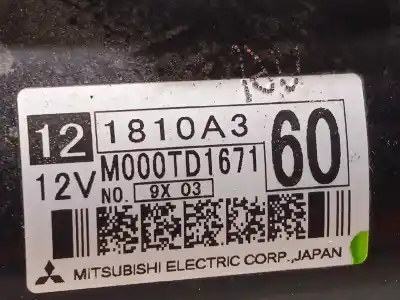 12 1810A3 60
12V M000TD1671
NO. 9X 03
MITSUBISHI ELECTRIC CORP.,JAPAN